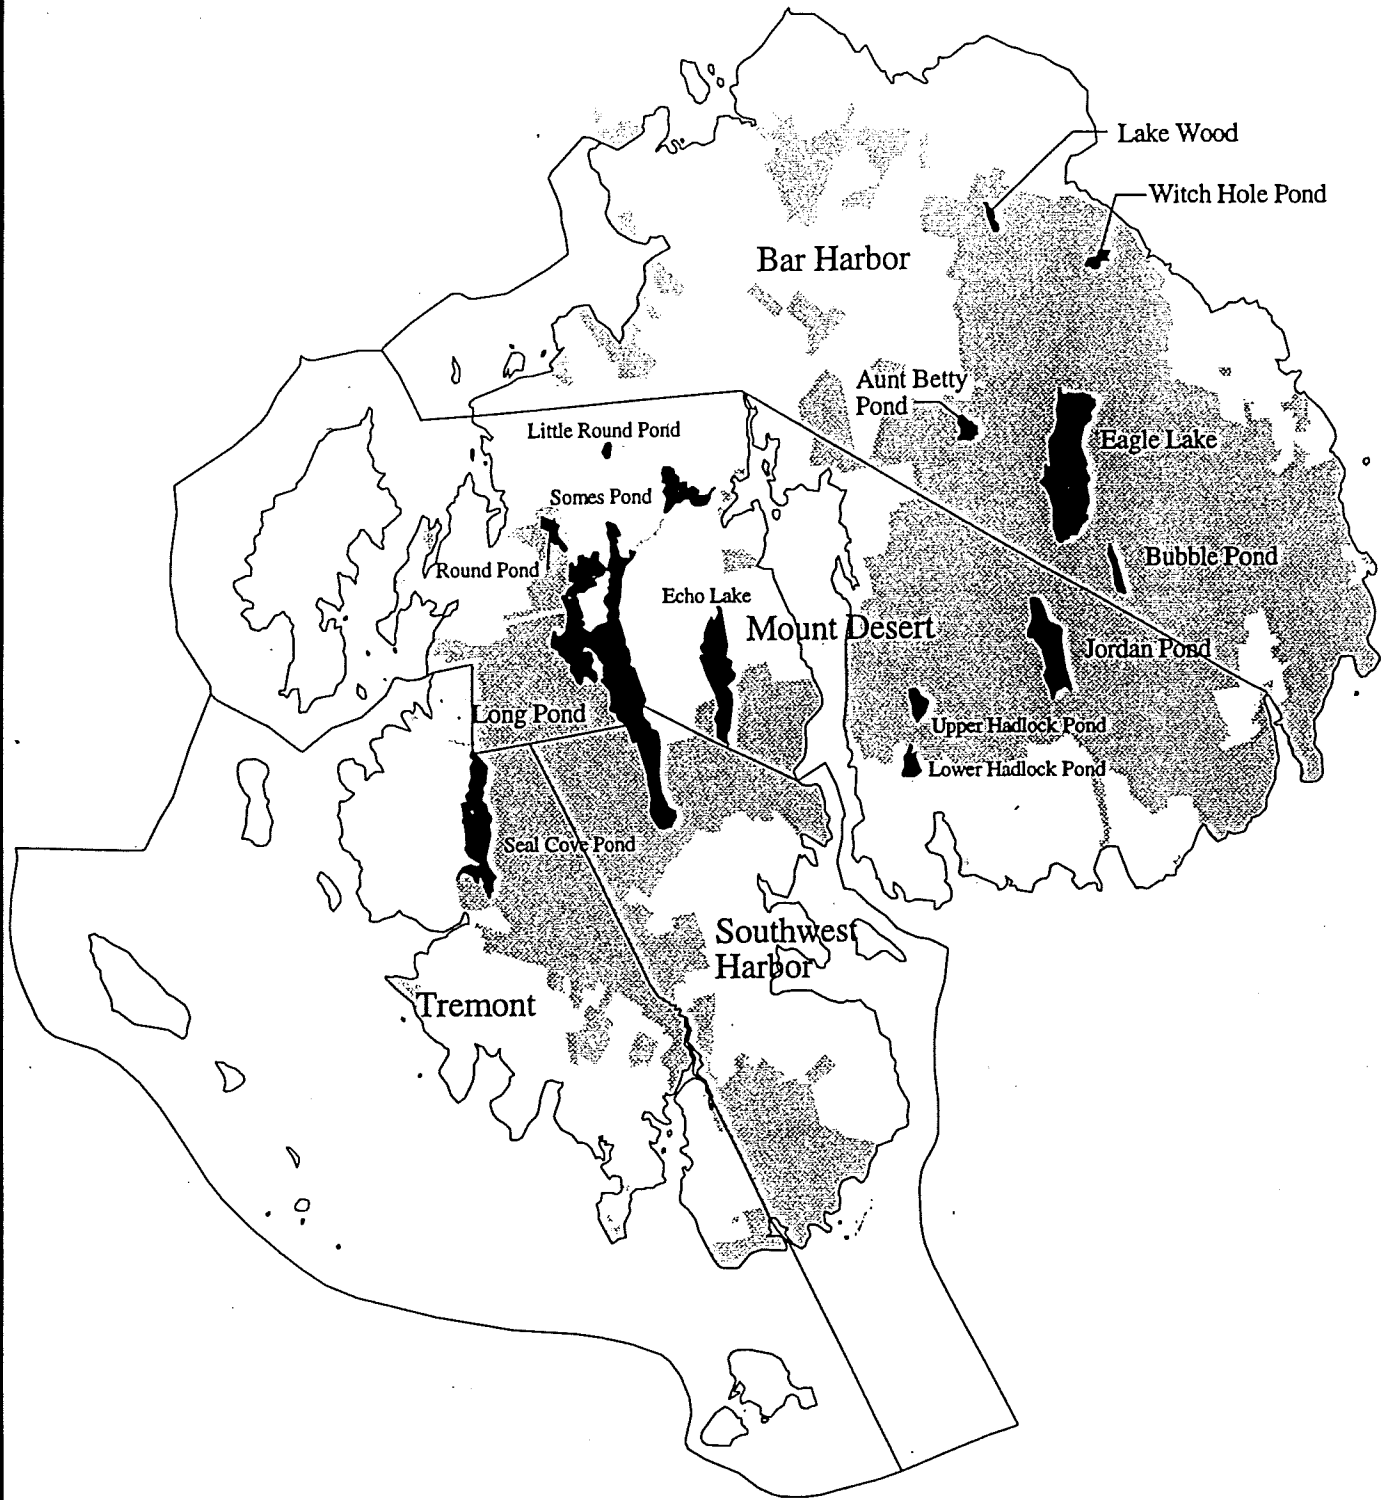 Lake Wood
Witch Hole Pond
Bar Harbor
Aunt Betty
Pond
Little Round Pond
Eagle Lake
Somes Pond
Bubble Pond
Round Pond
Echo Lake
Mount Desert
Jordan Pond
Long Pond
Upper Hadlock Pond
Lower Hadlock Pond
Seal Cove Pond
Southwest
Harbor
Tremont